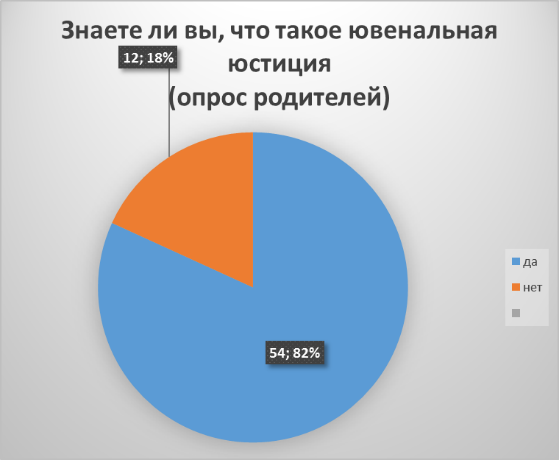 Знаете ли вы, что такое ювенальная
юстиция
(опрос родителей)
12; 18%
54; 82%
да
нет